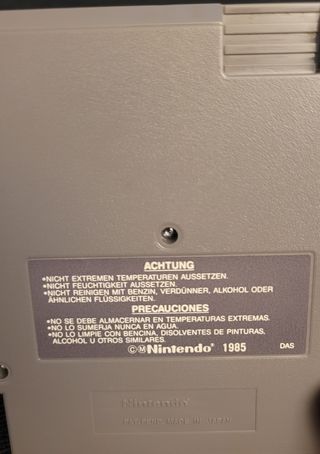 ACHTUNG
•NICHT EXTREMEN TEMPERATUREN AUSSETZEN.
•NICHT FEUCHTIGKEIT AUSSETZEN.
•NICHT REINIGEN MIT BENZIN, VERDÜNNER, ALKOHOL ODER
ÄHNLICHEN FLÜSSIGKEITEN.
PRECAUCIONES
•NO SE DEBE ALMACERNAR EN TEMPERATURAS EXTREMAS.
•NO LO SUMERJA NUNCA EN AGUA.
•NO LO LIMPIE CON BENCINA, DISOLVENTES DE PINTURAS,
ALCOHOL U OTROS SIMILARES.
©Ⓜ Nintendo® 1985 DAS
Nintendo
MADE IN JAPAN